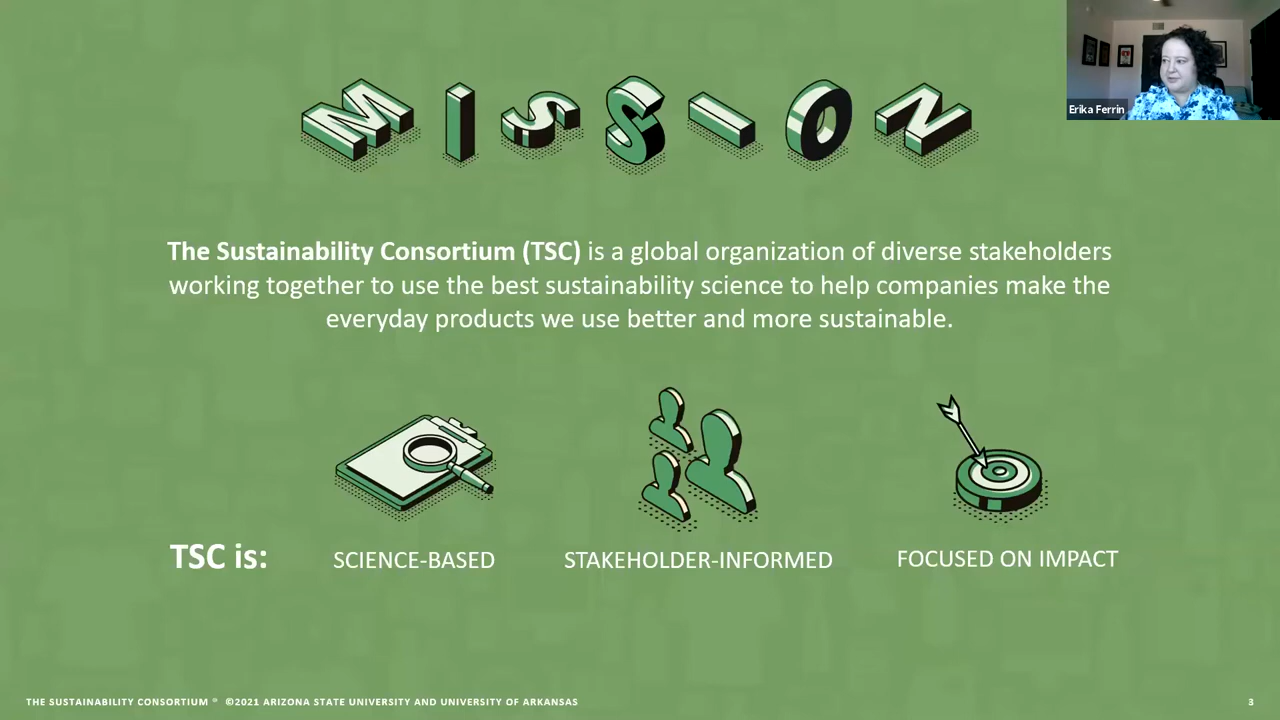 MISSION
Erika Ferrin
The Sustainability Consortium (TSC) is a global organization of diverse stakeholders
working together to use the best sustainability science to help companies make the
everyday products we use better and more sustainable.
TSC is:
SCIENCE-BASED
STAKEHOLDER-INFORMED
FOCUSED ON IMPACT
THE SUSTAINABILITY CONSORTIUM ® ©2021 ARIZONA STATE UNIVERSITY AND UNIVERSITY OF ARKANSAS
3